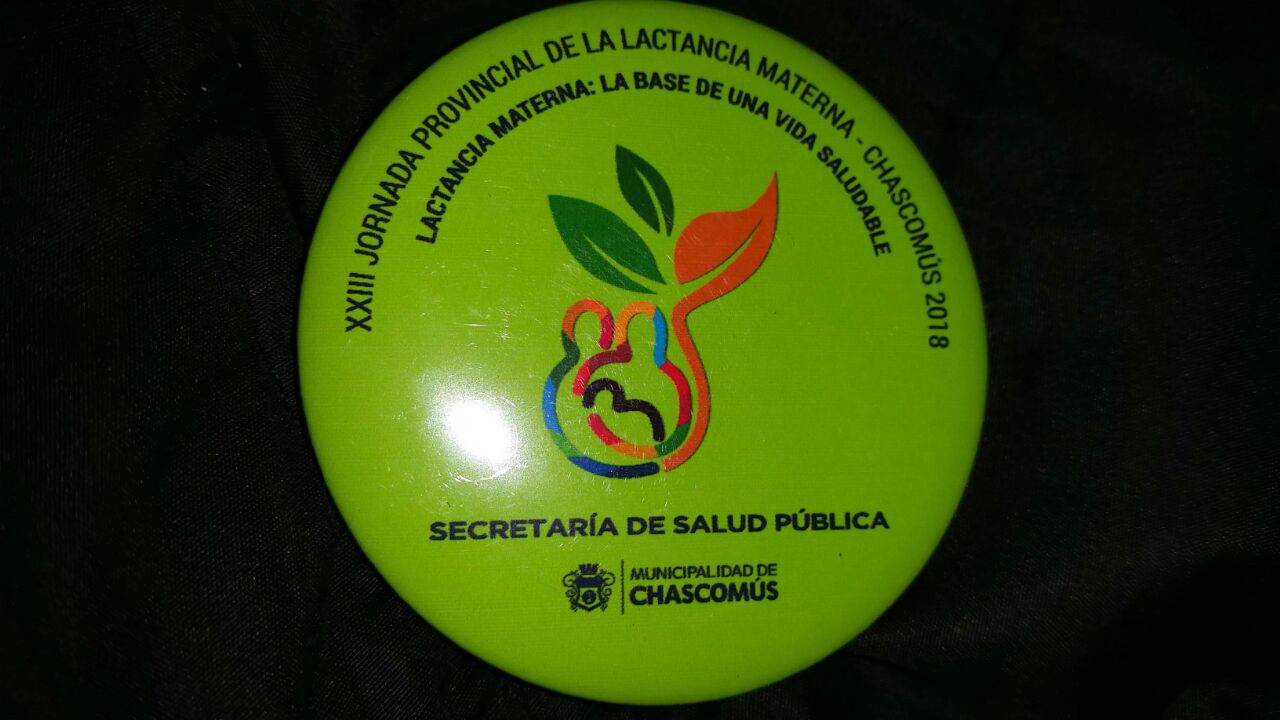 XXIII JORNADA PROVINCIAL DE LA LACTANCIA MATERNA - CHASCOMÚS 2018
LACTANCIA MATERNA: LA BASE DE UNA VIDA SALUDABLE
SECRETARÍA DE SALUD PÚBLICA
MUNICIPALIDAD DE
CHASCOMÚS